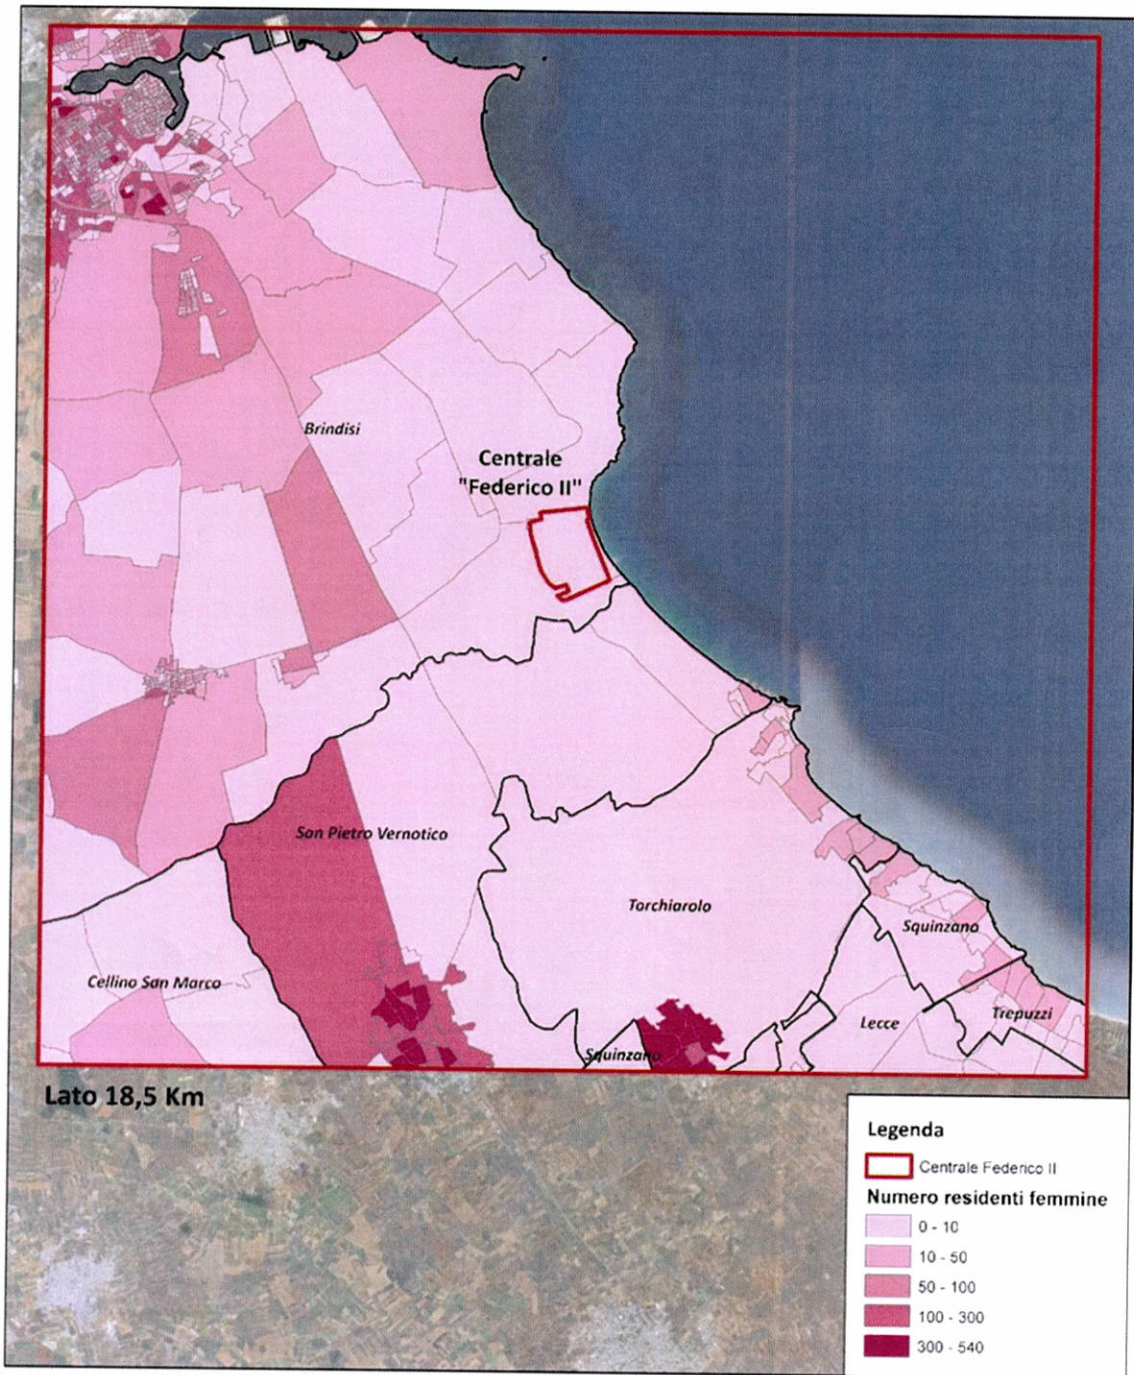 Brindisi
Centrale
"Federico II"
San Pietro Vernotico
Torchiarolo
Squinzano
Cellino San Marco
Lecce
Trepuzzi
Squinzano
Lato 18,5 Km
Legenda
Centrale Federico II
Numero residenti femmine
0 - 10
10 - 50
50 - 100
100 - 300
300 - 540